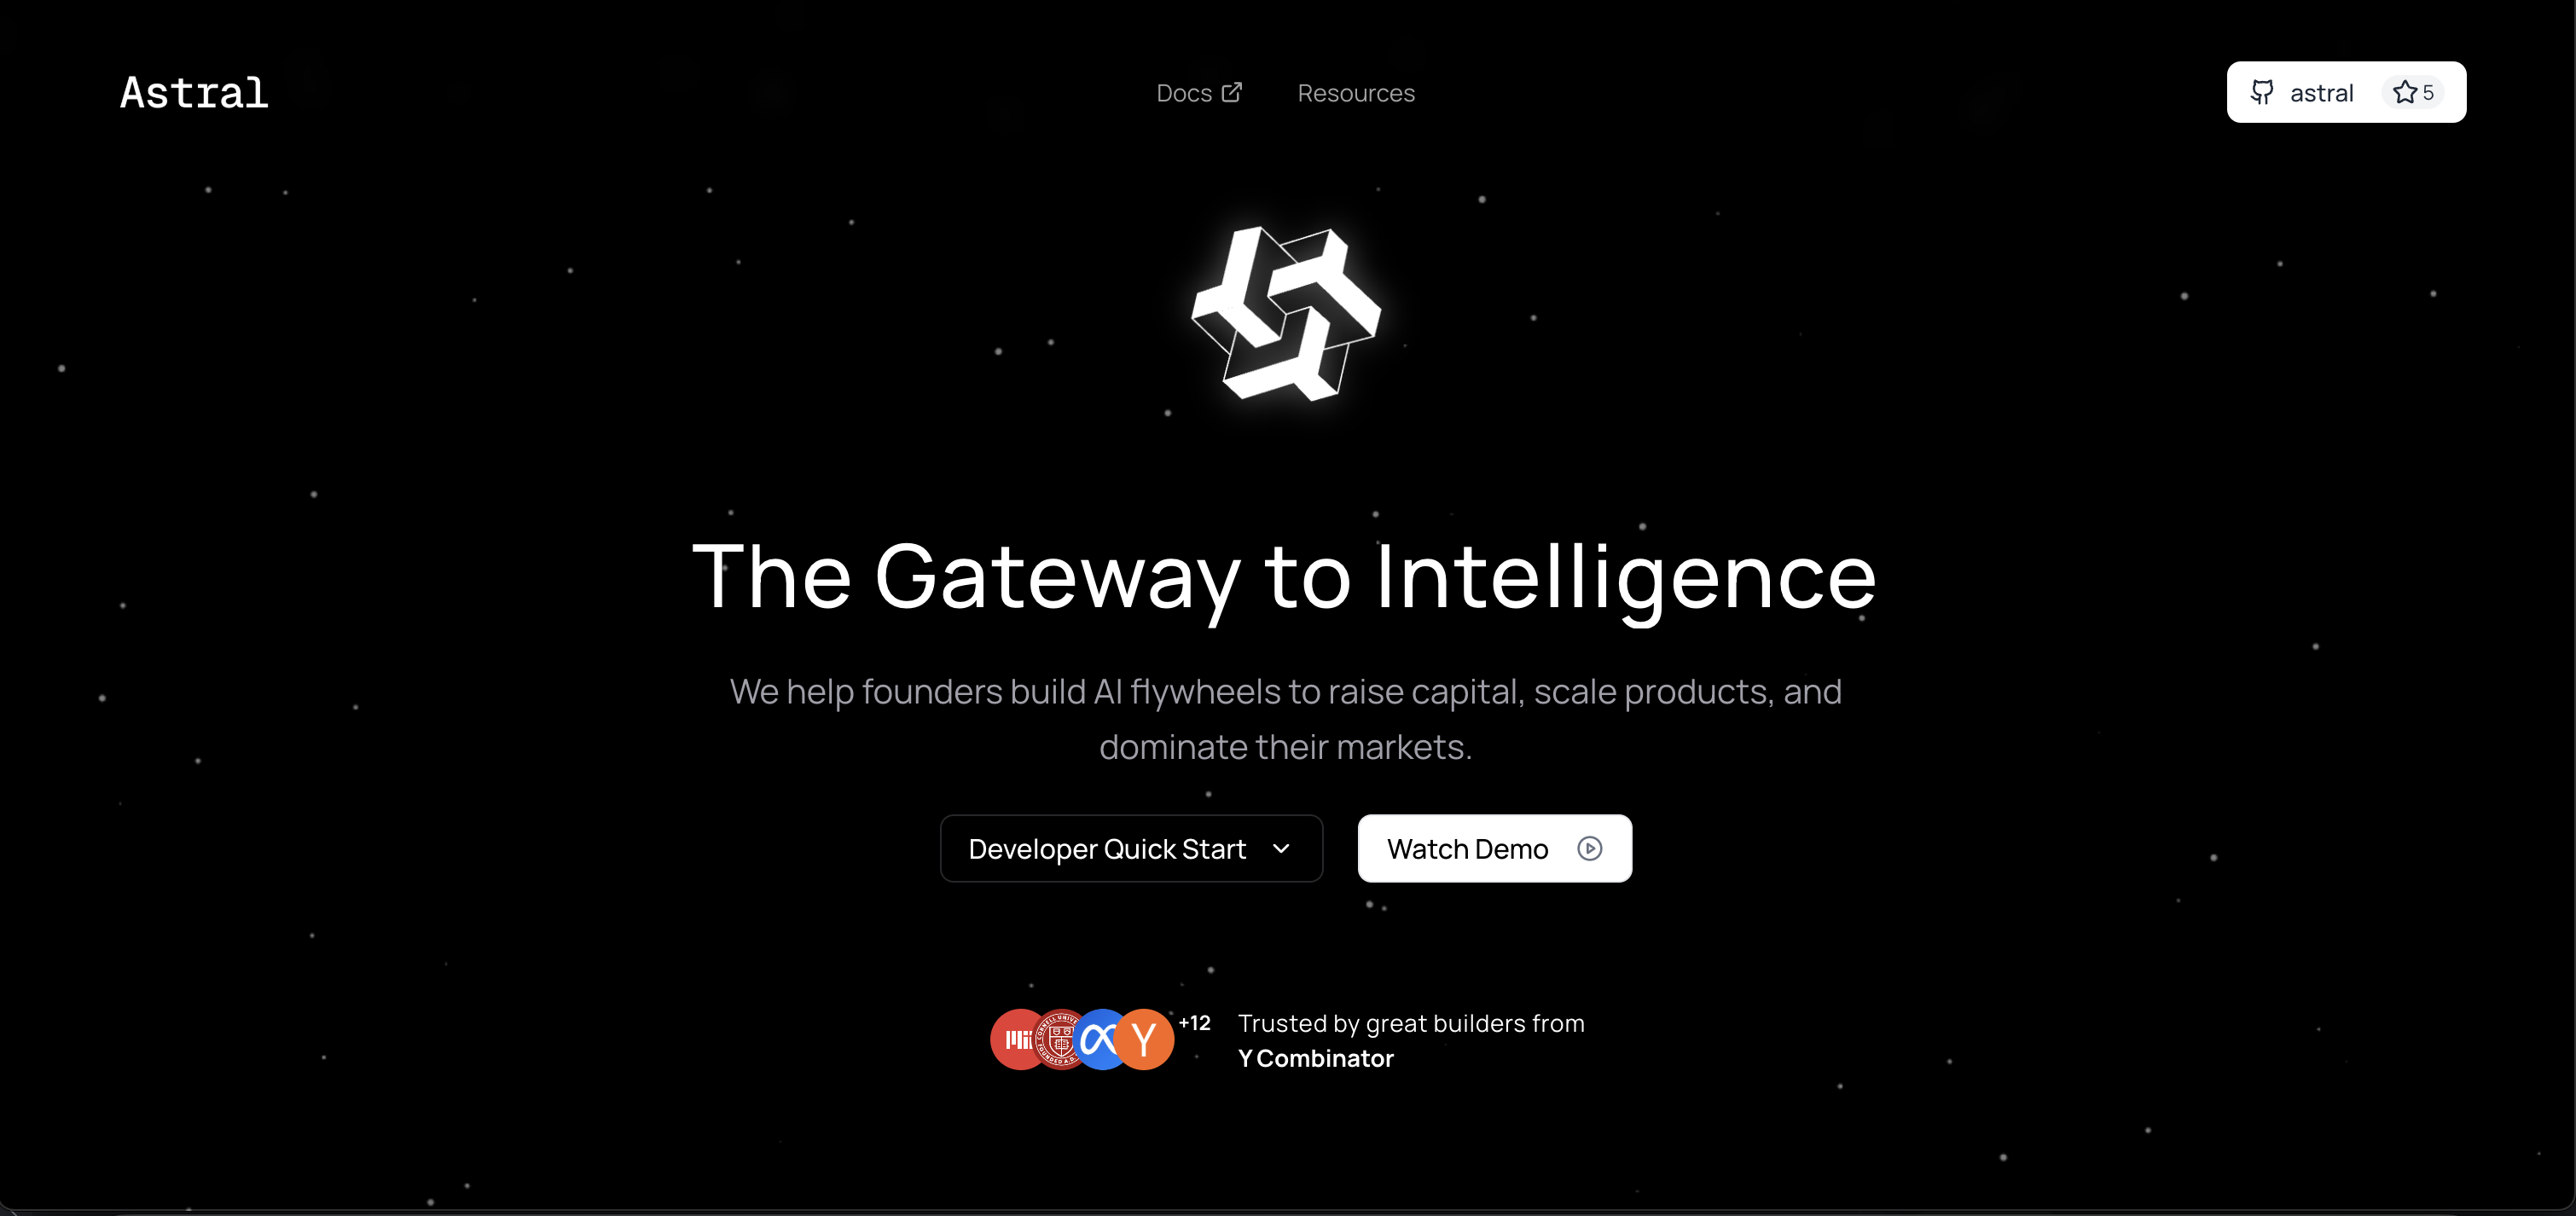 Astral
Docs
Resources
astral
5
The Gateway to Intelligence
We help founders build AI flywheels to raise capital, scale products, and
dominate their markets.
Developer Quick Start
Watch Demo
+12
Trusted by great builders from
Y Combinator